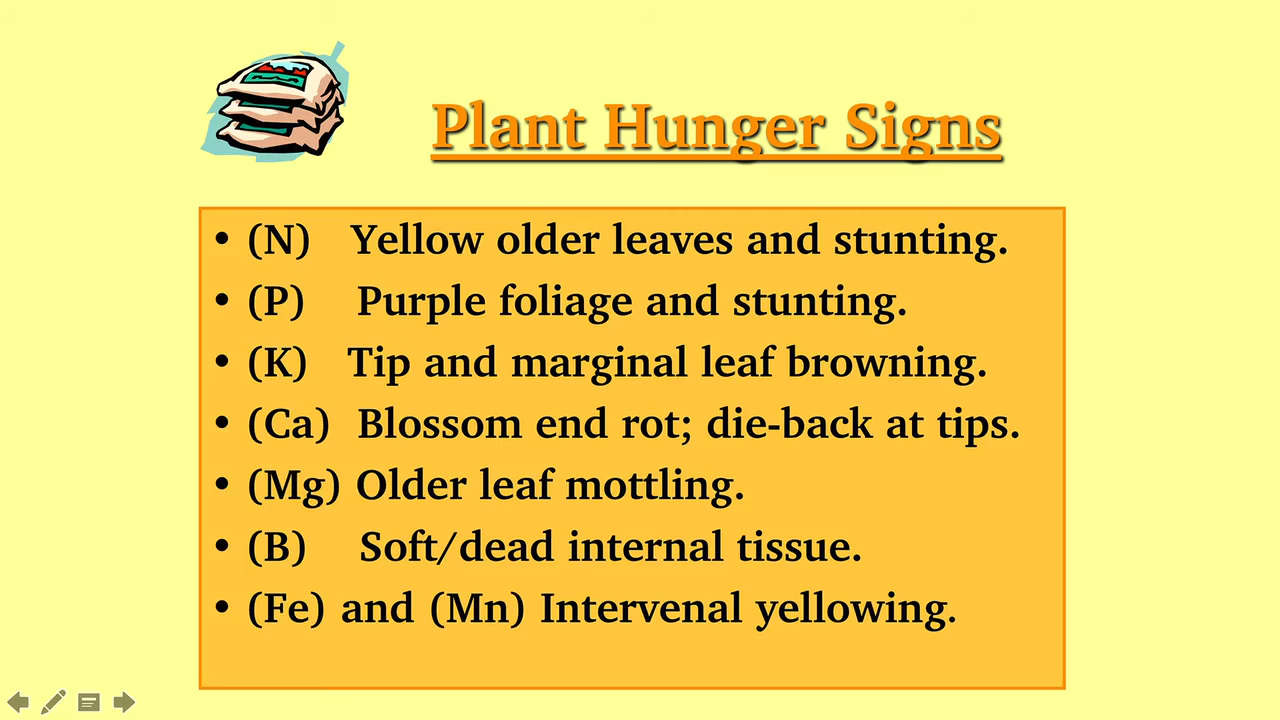 Plant Hunger Signs
• (N) Yellow older leaves and stunting.
• (P) Purple foliage and stunting.
• (K) Tip and marginal leaf browning.
• (Ca) Blossom end rot; die-back at tips.
• (Mg) Older leaf mottling.
• (B) Soft/dead internal tissue.
• (Fe) and (Mn) Intervenal yellowing.